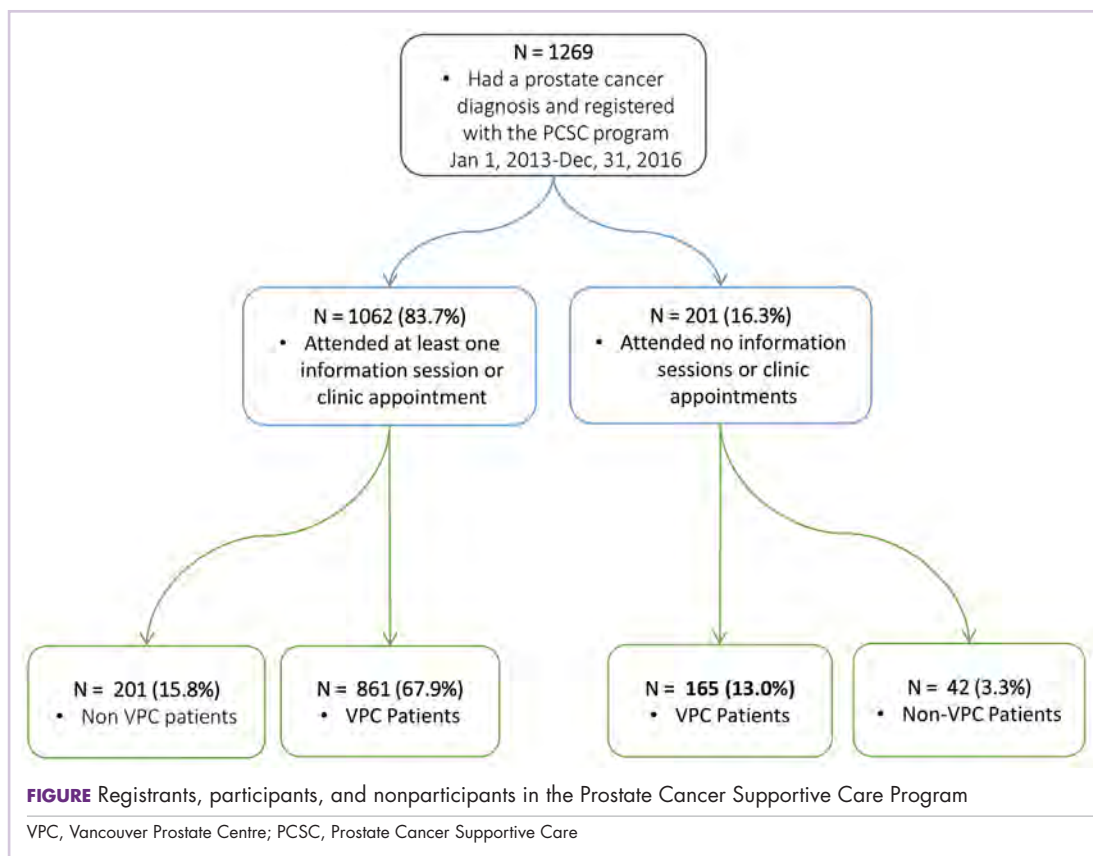 N = 1269
• Had a prostate cancer
diagnosis and registered
with the PCSC program
Jan 1, 2013-Dec, 31, 2016
N = 1062 (83.7%)
• Attended at least one
information session or
clinic appointment
N = 201 (16.3%)
• Attended no information
sessions or clinic
appointments
N = 201 (15.8%)
• Non VPC patients
N = 861 (67.9%)
• VPC Patients
N = 165 (13.0%)
• VPC Patients
N = 42 (3.3%)
• Non-VPC Patients
FIGURE Registrants, participants, and nonparticipants in the Prostate Cancer Supportive Care Program
VPC, Vancouver Prostate Centre; PCSC, Prostate Cancer Supportive Care